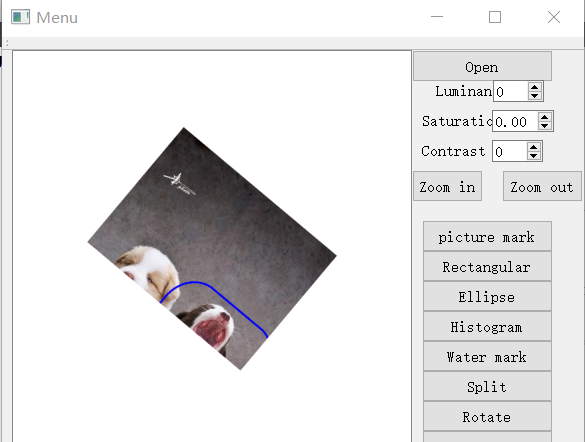 Menu
Open
Luminan 0
Saturatic 0.00
Contrast 0
Zoom in Zoom out
picture mark
Rectangular
Ellipse
Histogram
Water mark
Split
Rotate